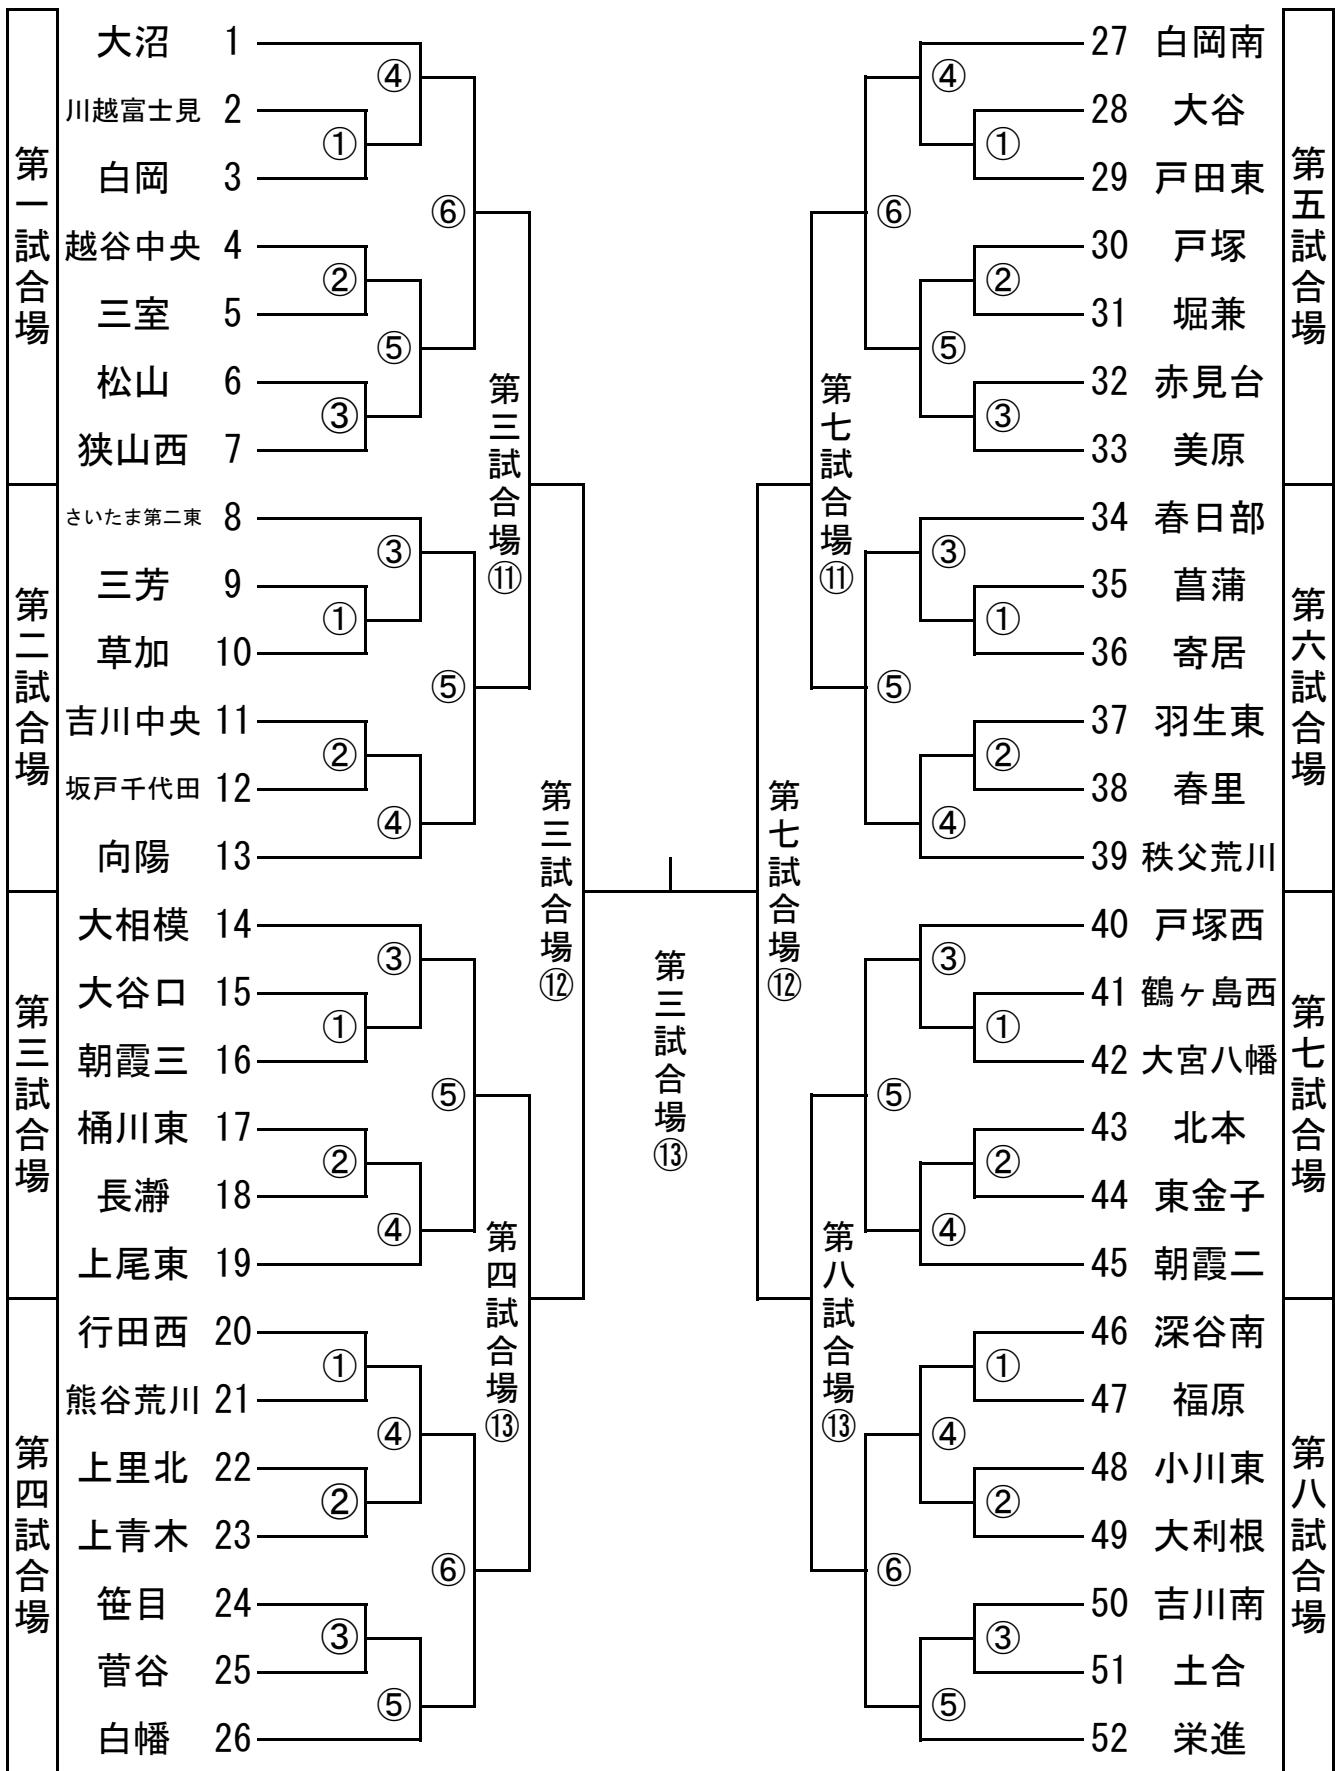 第一試合場
大沼 1
川越富士見 2
白岡 3
越谷中央 4
三室 5
松山 6
狭山西 7
④
①
②
③
⑤
⑥
第二試合場
さいたま第二東 8
三芳 9
草加 10
吉川中央 11
坂戸千代田 12
向陽 13
③
①
②
④
⑤
第三試合場⑪
第三試合場
大相模 14
大谷口 15
朝霞三 16
桶川東 17
長瀞 18
上尾東 19
③
①
②
④
⑤
第四試合場
行田西 20
熊谷荒川 21
上里北 22
上青木 23
笹目 24
菅谷 25
白幡 26
①
②
③
④
⑤
⑥
第四試合場⑬
第三試合場⑫
第三試合場⑬
第七試合場⑫
第五試合場
27 白岡南
28 大谷
29 戸田東
30 戸塚
31 堀兼
32 赤見台
33 美原
④
①
②
③
⑤
⑥
第六試合場
34 春日部
35 菖蒲
36 寄居
37 羽生東
38 春里
39 秩父荒川
③
①
②
④
⑤
第七試合場⑪
第七試合場
40 戸塚西
41 鶴ヶ島西
42 大宮八幡
43 北本
44 東金子
45 朝霞二
③
①
②
④
⑤
第八試合場
46 深谷南
47 福原
48 小川東
49 大利根
50 吉川南
51 土合
52 栄進
①
②
③
④
⑤
⑥
第八試合場⑬